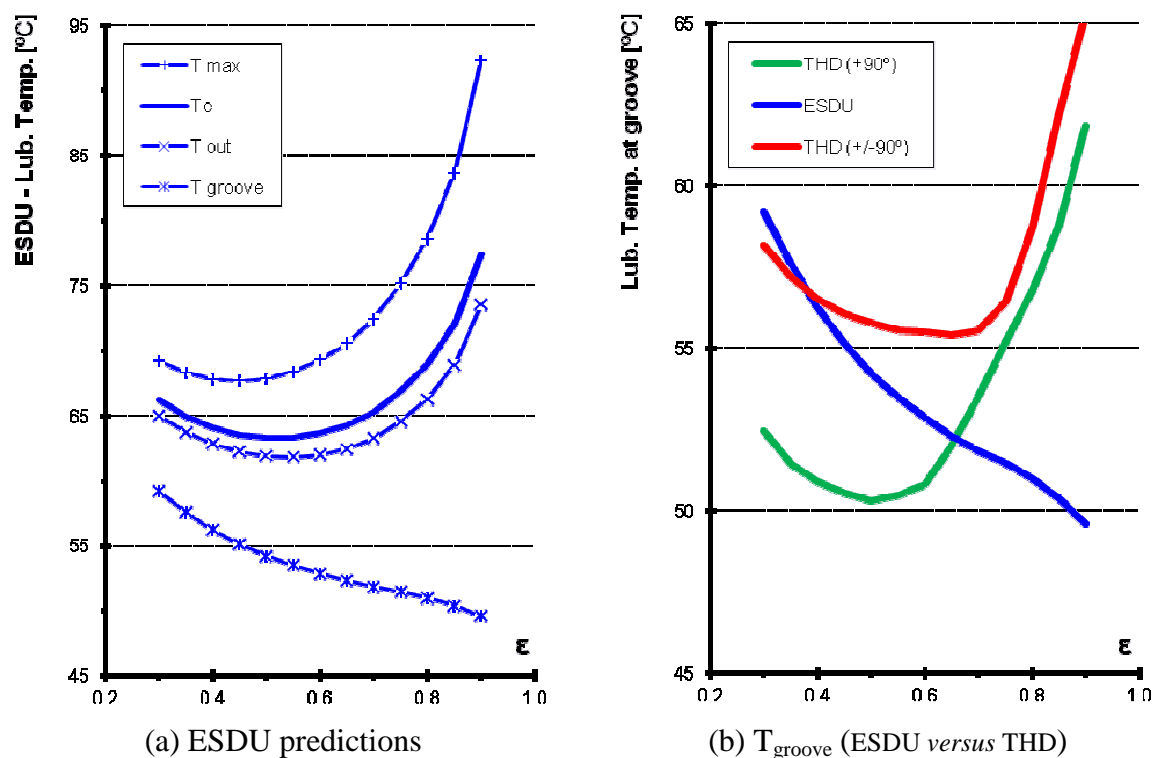 ESDU - Lub. Temp. [ºC]
95
85
75
65
55
45
T max
Te
T out
T groove
ε
0.2 0.4 0.6 0.8 1.0
(a) ESDU predictions
Lub. Temp. at groove [ºC]
65
60
55
50
45
THD (+90º)
ESDU
THD (+/-90º)
ε
0.2 0.4 0.6 0.8 1.0
(b) Tgroove (ESDU versus THD)